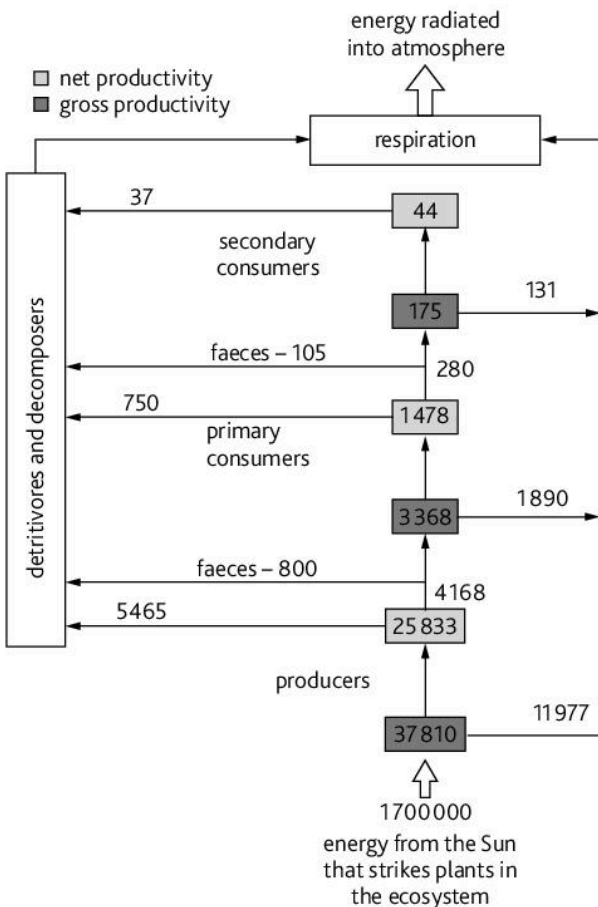 energy radiated
into atmosphere
net productivity
gross productivity
respiration
37
44
secondary
consumers
131
175
faeces – 105
280
750
1478
primary
consumers
1890
3368
faeces – 800
4168
5465
25833
detritivores and decomposers
producers
11977
37810
1700000
energy from the Sun
that strikes plants in
the ecosystem